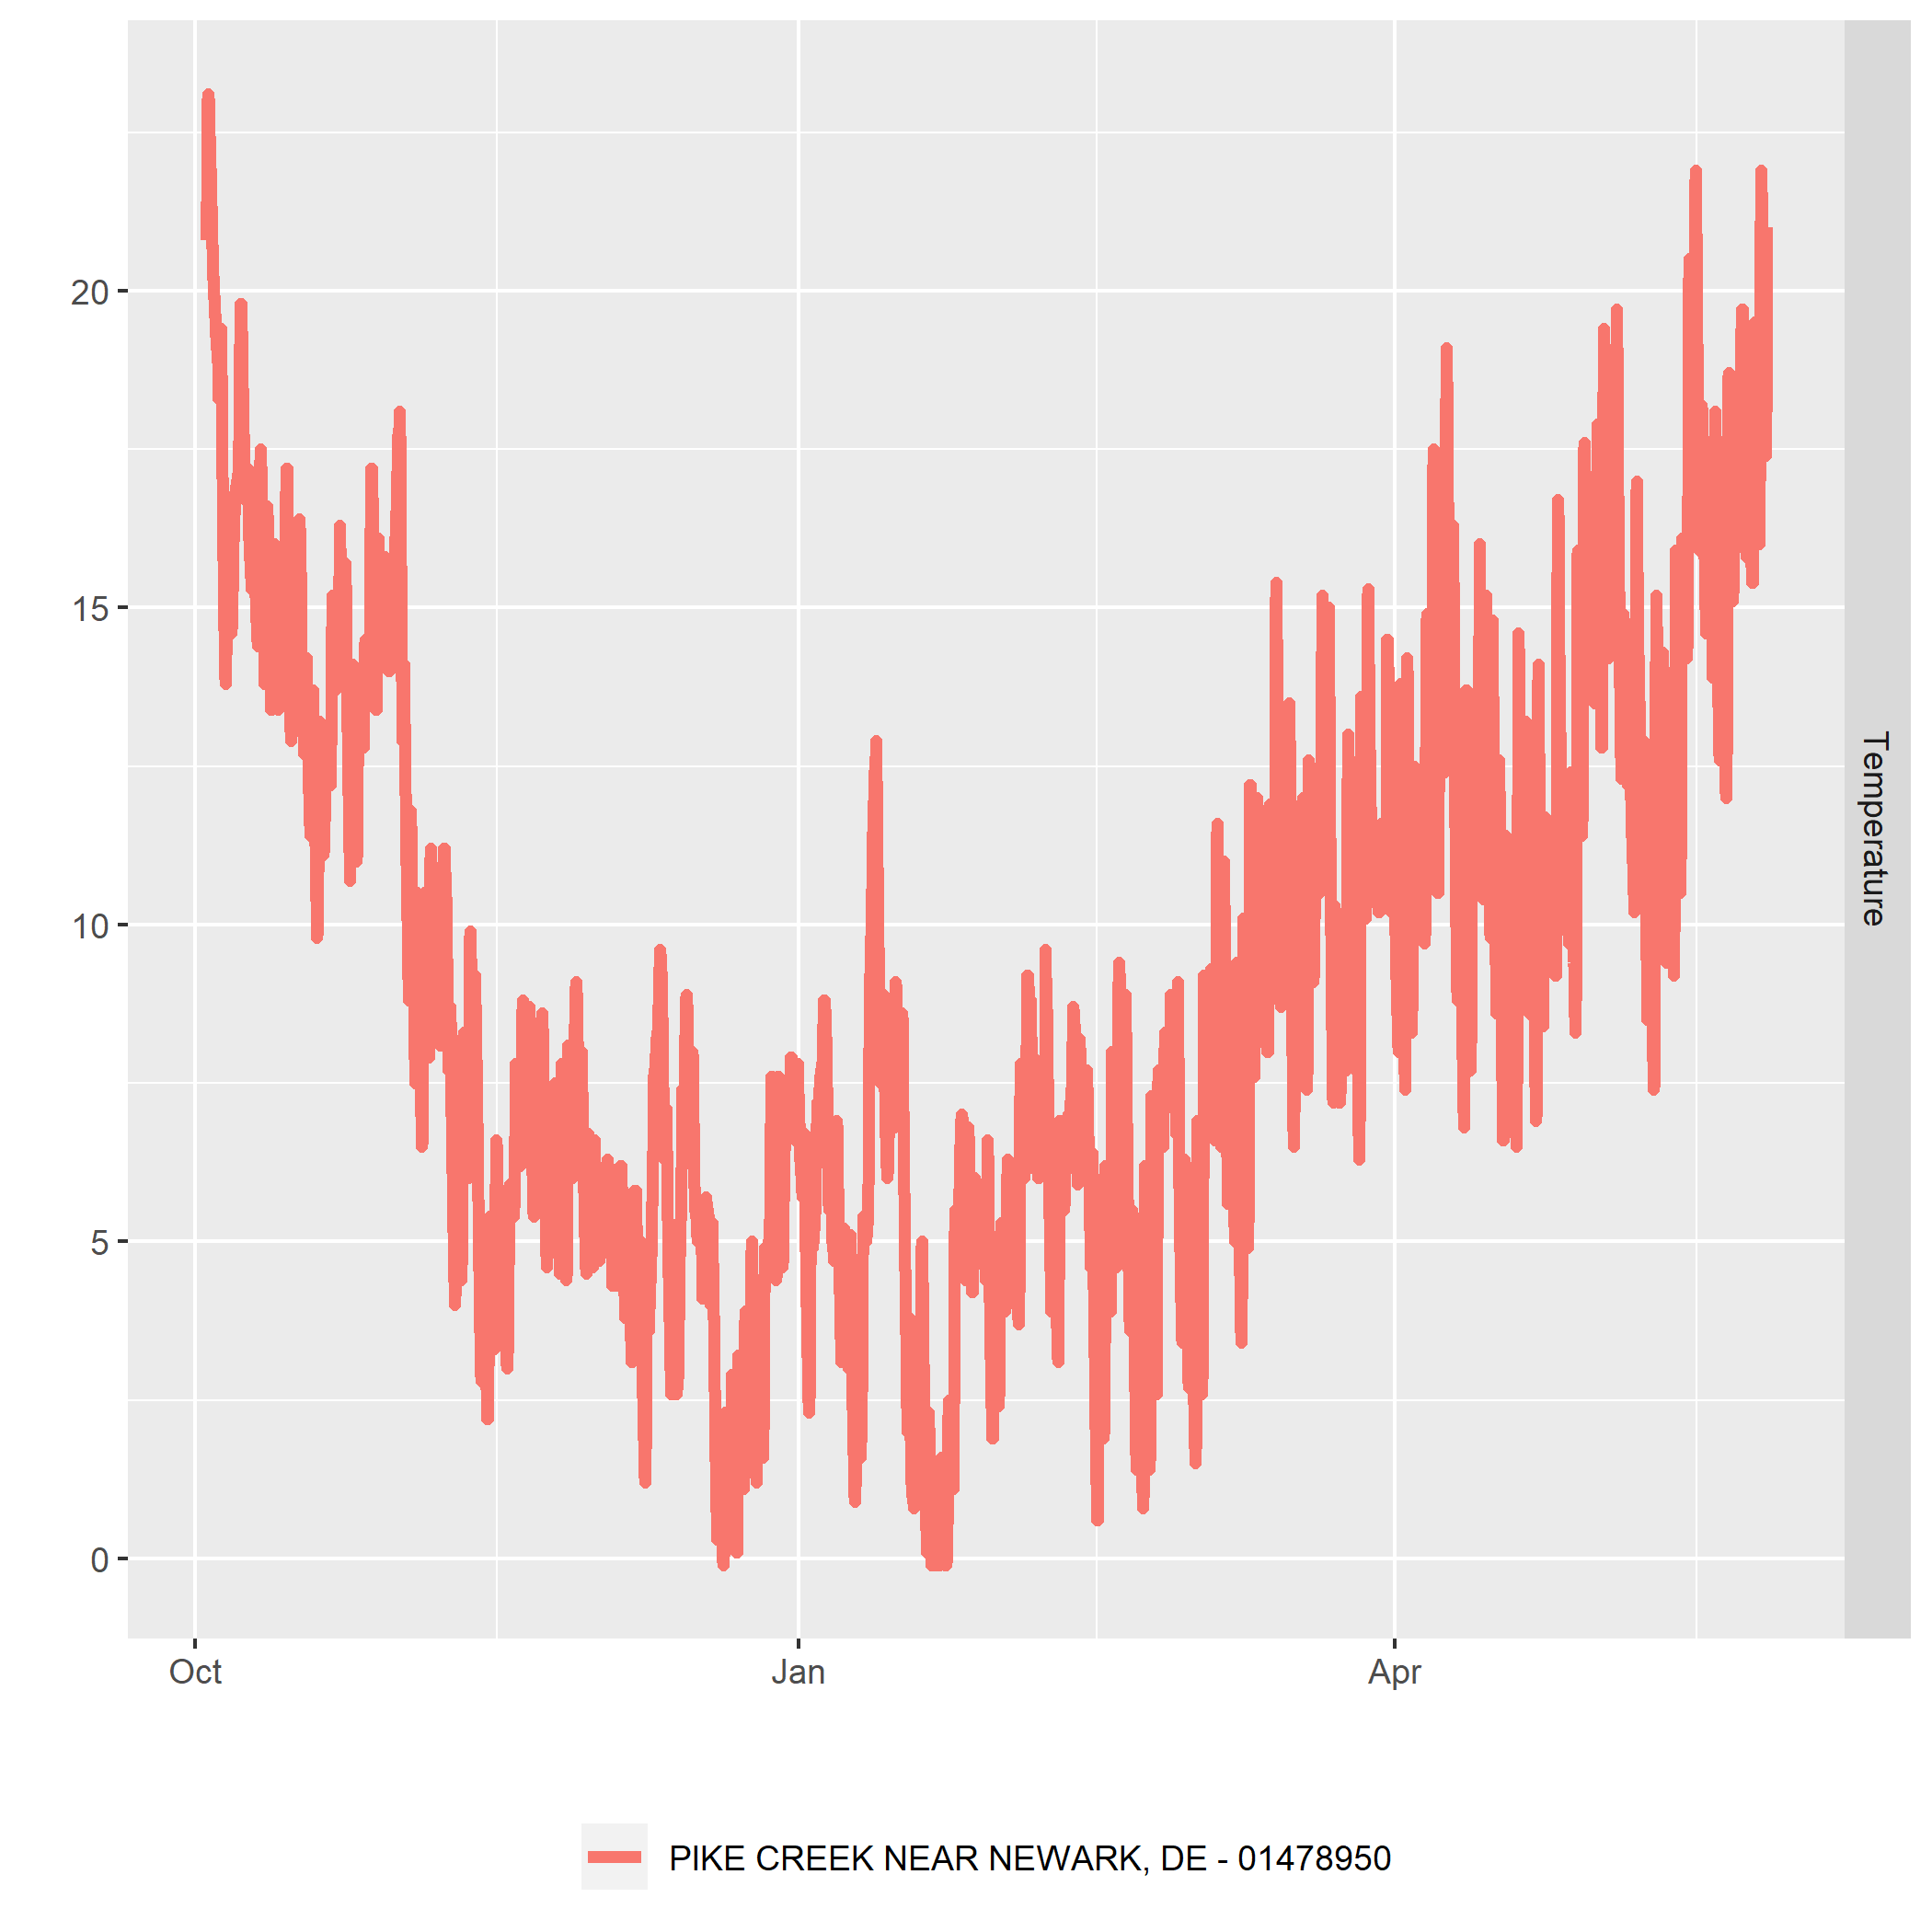 20
15
10
5
0
Oct
Jan
Apr
Temperature
PIKE CREEK NEAR NEWARK, DE - 01478950